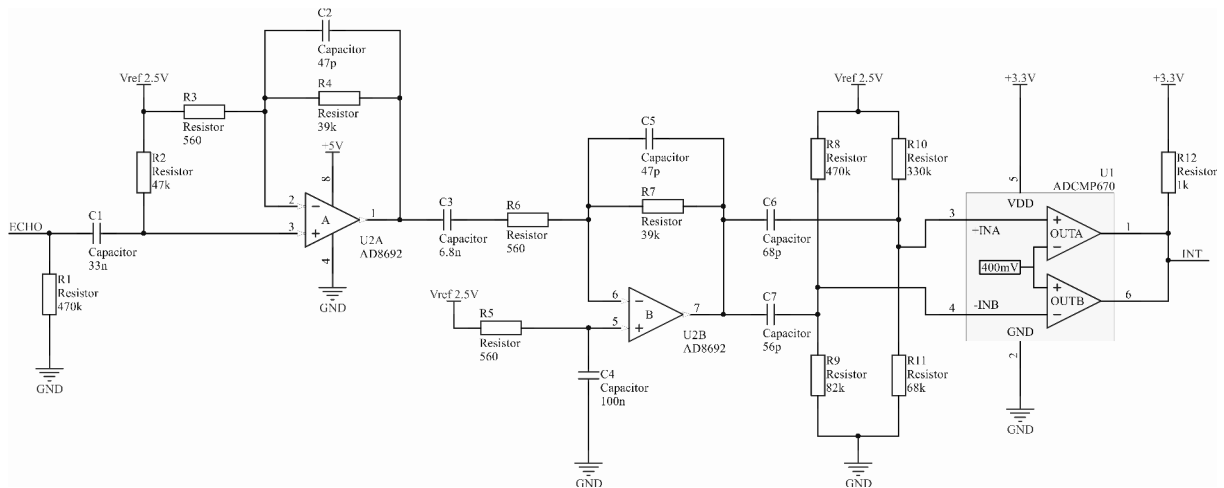 C2
Capacitor
47p
R4
Resistor
39k
Vref 2.5V
R3
Resistor
560
R2
Resistor
47k
ECHO
C1
Capacitor
33n
R1
Resistor
470k
GND
+5V
8
2
3
A
1
4
U2A
AD8692
GND
C3
Capacitor
6.8n
R6
Resistor
560
C5
Capacitor
47p
R7
Resistor
39k
Vref 2.5V
R5
Resistor
560
6
5
B
7
U2B
AD8692
C4
Capacitor
100n
GND
C6
Capacitor
68p
C7
Capacitor
56p
Vref 2.5V
R8
Resistor
470k
R10
Resistor
330k
R9
Resistor
82k
R11
Resistor
68k
GND
+3.3V
5
U1
ADCMP670
VDD
3
+INA
OUTA
1
400mV
4
-INB
OUTB
6
GND
2
GND
+3.3V
R12
Resistor
1k
INT